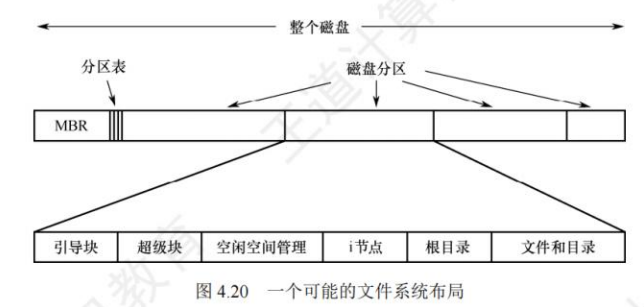 整个磁盘
分区表
磁盘分区
MBR
引导块 超级块 空闲空间管理 i节点 根目录 文件和目录
图 4.20 一个可能的文件系统布局